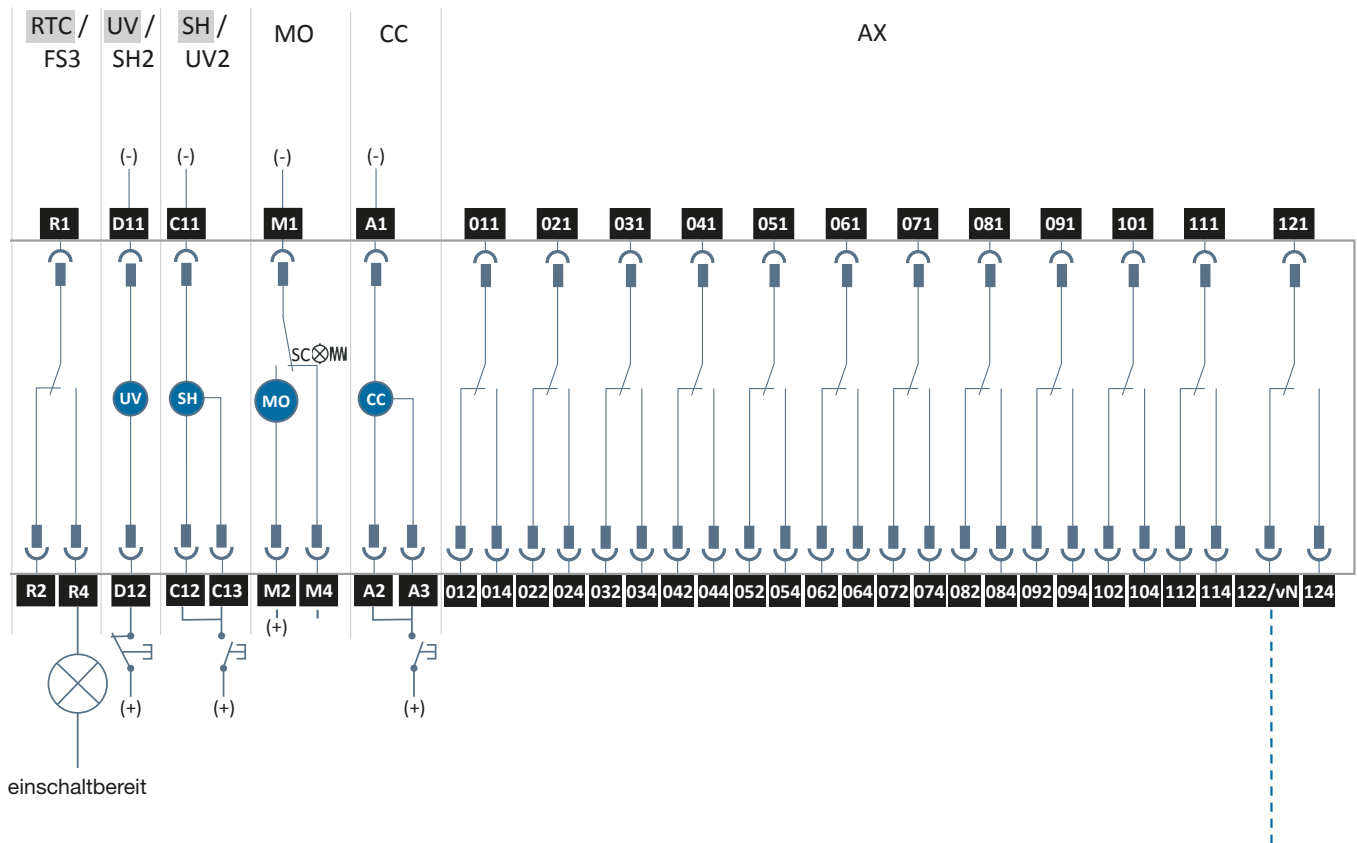 RTC / UV / SH / MO CC AX
FS3 SH2 UV2
(-) (-) (-) (-)
R1 D11 C11 M1 A1 011 021 031 041 051 061 071 081 091 101 111 121
SC
UV SH MO CC
R2 R4 D12 C12 C13 M2 M4 A2 A3 012 014 022 024 032 034 042 044 052 054 062 064 072 074 082 084 092 094 102 104 112 114 122/vN 124
(+)
(+) (+) (+)
einschaltbereit